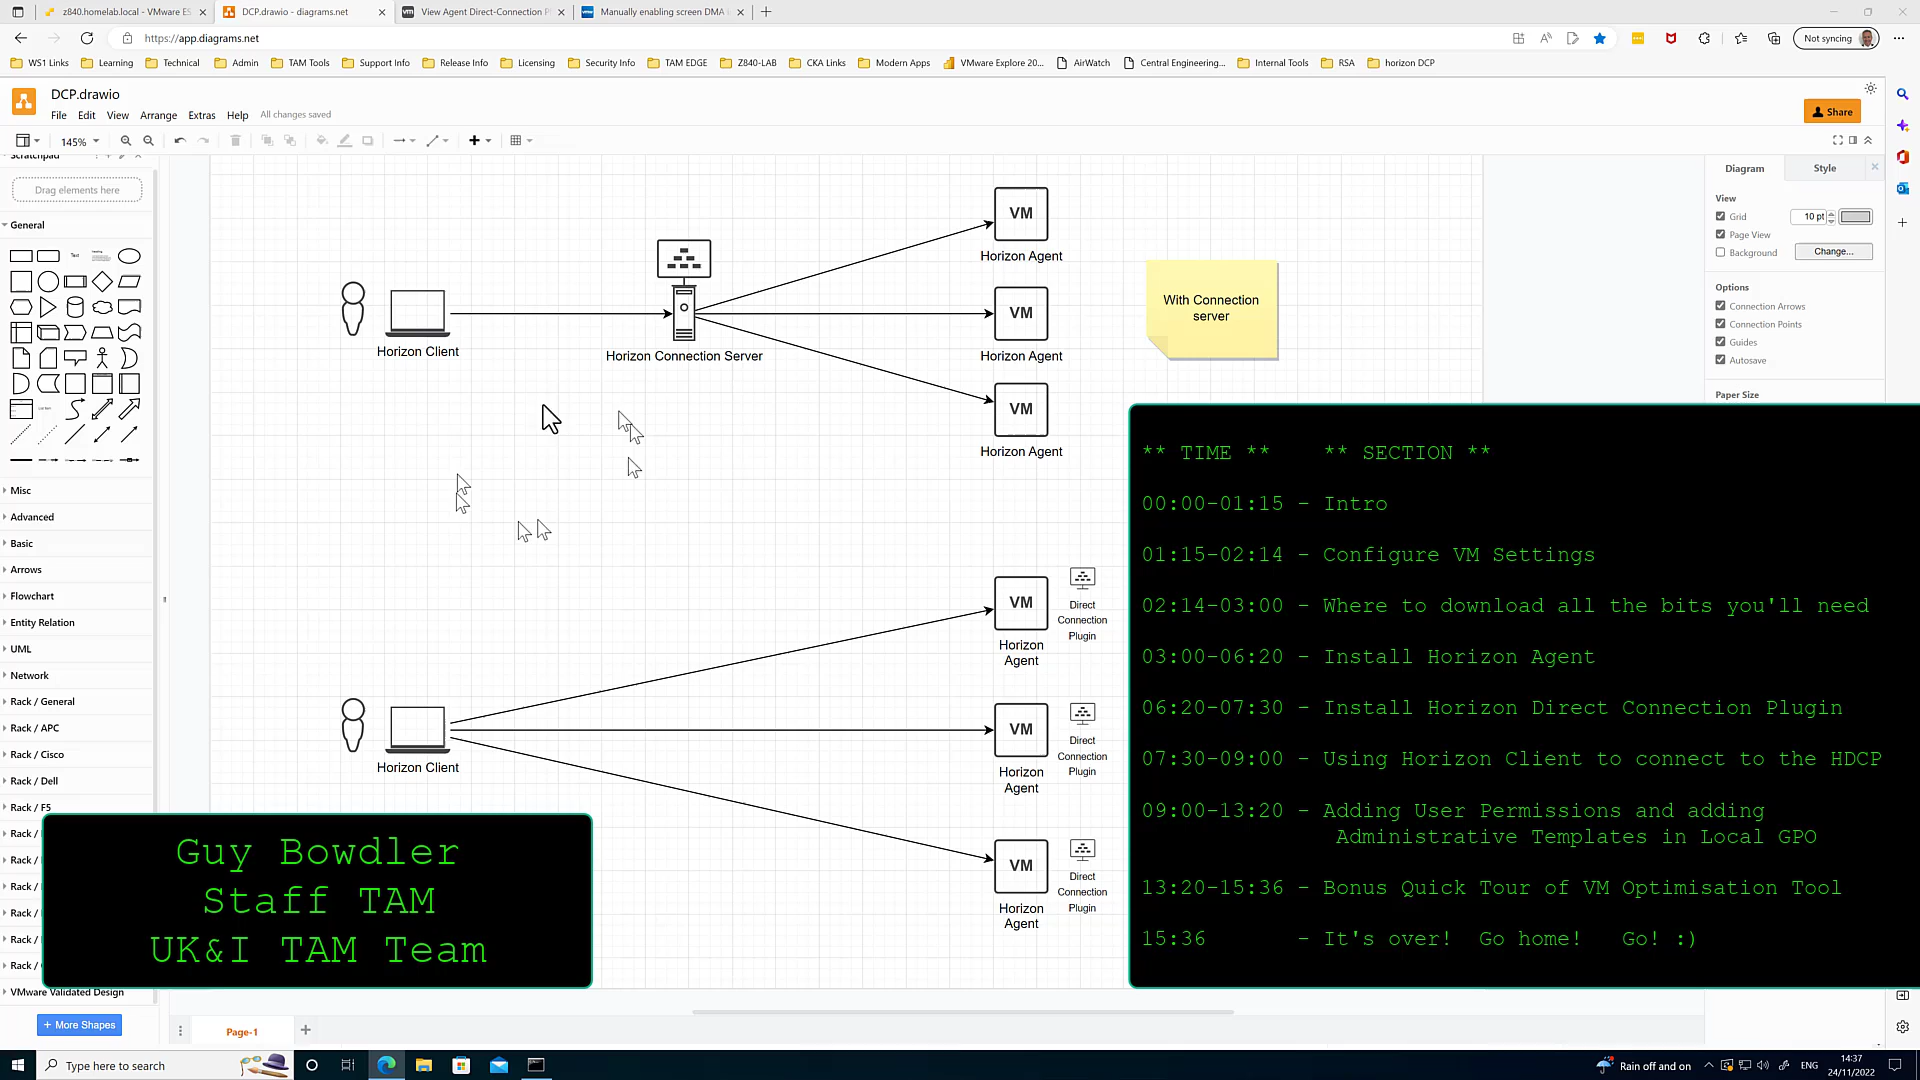 z840.homelab.local - VMware ES
DCP.drawio - diagrams.net
View Agent Direct-Connection P
Manually enabling screen DMA
https://app.diagrams.net
Not syncing
WS1 Links
Learning
Technical
Admin
TAM Tools
Support Info
Release Info
Licensing
Security Info
TAM EDGE
Z840-LAB
CKA Links
Modern Apps
VMware Explore 20...
AirWatch
Central Engineering...
Internal Tools
RSA
horizon DCP
DCP.drawio
File
Edit
View
Arrange
Extras
Help
All changes saved
Share
145%
Scratchpad
Drag elements here
General
Text
Misc
Advanced
Basic
Arrows
Flowchart
Entity Relation
UML
Network
Rack / General
Rack / APC
Rack / Cisco
Rack / Dell
Rack / F5
Rack /
Rack /
Rack /
Rack /
Rack /
Rack /
VMware Validated Design
+ More Shapes
Page-1
VM
Horizon Agent
VM
Horizon Agent
VM
Horizon Agent
Horizon Client
Horizon Connection Server
With Connection
server
VM
Horizon
Agent
Direct
Connection
Plugin
VM
Horizon
Agent
Direct
Connection
Plugin
VM
Horizon
Agent
Direct
Connection
Plugin
Horizon Client
Diagram
Style
View
Grid
10 pt
Page View
Background
Change...
Options
Connection Arrows
Connection Points
Guides
Autosave
Paper Size
** TIME ** ** SECTION **
00:00-01:15 - Intro
01:15-02:14 - Configure VM Settings
02:14-03:00 - Where to download all the bits you'll need
03:00-06:20 - Install Horizon Agent
06:20-07:30 - Install Horizon Direct Connection Plugin
07:30-09:00 - Using Horizon Client to connect to the HDCP
09:00-13:20 - Adding User Permissions and adding
Administrative Templates in Local GPO
13:20-15:36 - Bonus Quick Tour of VM Optimisation Tool
15:36 - It's over! Go home! Go! :)
Guy Bowdler
Staff TAM
UK&I TAM Team
Type here to search
Rain off and on
ENG
14:37
24/11/2022